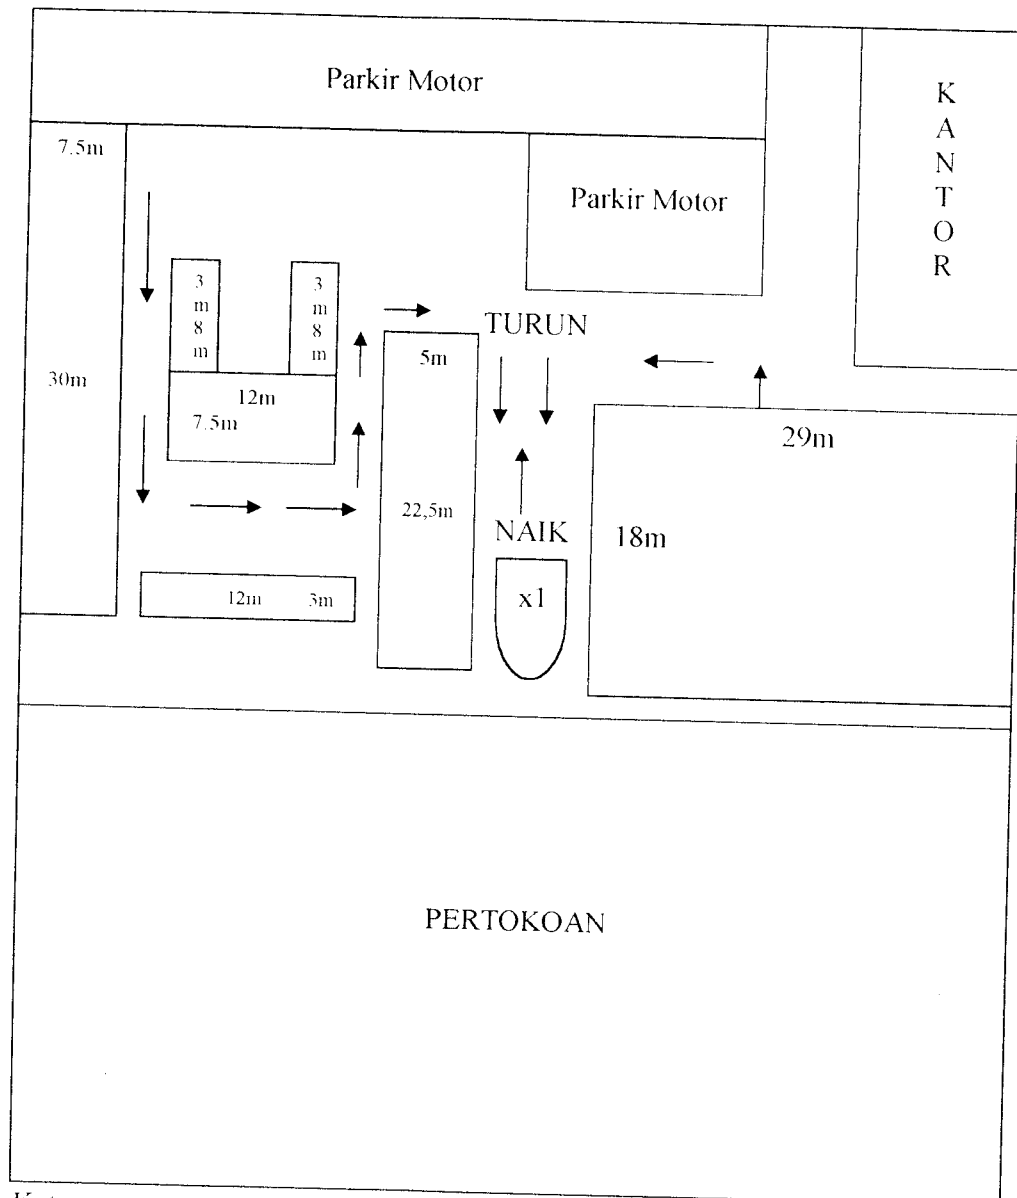 Parkir Motor
K
A
N
T
O
R
7.5m
Parkir Motor
3
m
8
m
3
m
8
m
TURUN
5m
30m
12m
7.5m
29m
22,5m
NAIK
18m
x1
12m 3m
PERTOKOAN